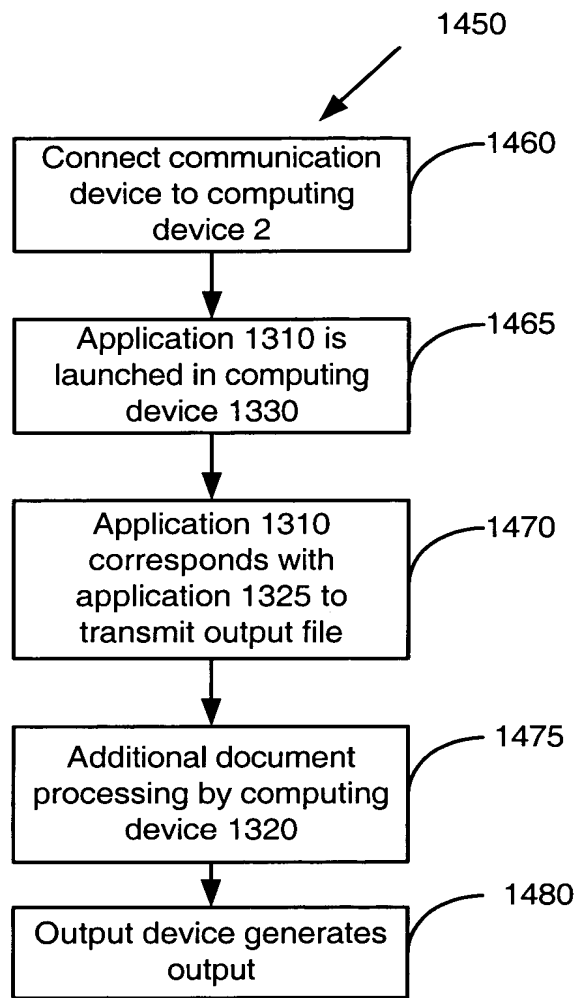 1450
Connect communication
device to computing
device 2
1460
Application 1310 is
launched in computing
device 1330
1465
Application 1310
corresponds with
application 1325 to
transmit output file
1470
Additional document
processing by computing
device 1320
1475
Output device generates
output
1480